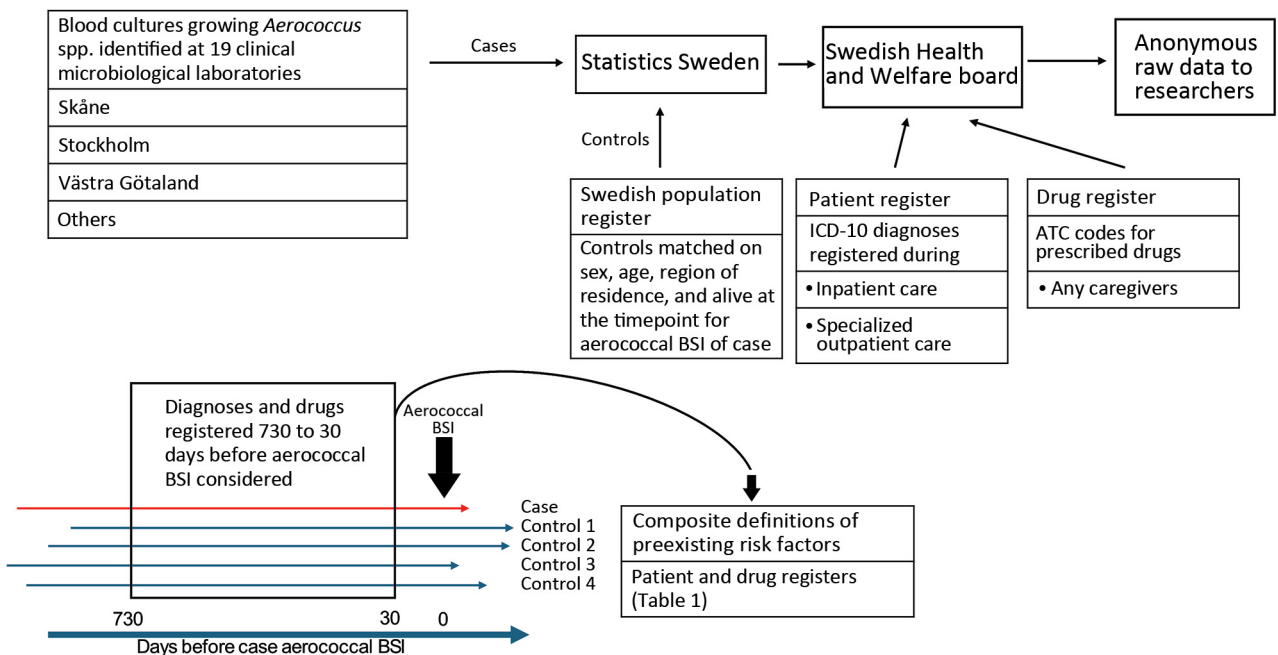 Blood cultures growing Aerococcus
spp. identified at 19 clinical
microbiological laboratories
Skåne
Stockholm
Västra Götaland
Others
Cases
Statistics Sweden
Swedish Health
and Welfare board
Anonymous
raw data to
researchers
Controls
Swedish population
register
Controls matched on
sex, age, region of
residence, and alive at
the timepoint for
aerococcal BSI of case
Patient register
ICD-10 diagnoses
registered during
• Inpatient care
• Specialized
outpatient care
Drug register
ATC codes for
prescribed drugs
• Any caregivers
Diagnoses and drugs
registered 730 to 30
days before aerococcal
BSI considered
Aerococcal
BSI
Case
Control 1
Control 2
Control 3
Control 4
730
30
0
Days before case aerococcal BSI
Composite definitions of
preexisting risk factors
Patient and drug registers
(Table 1)